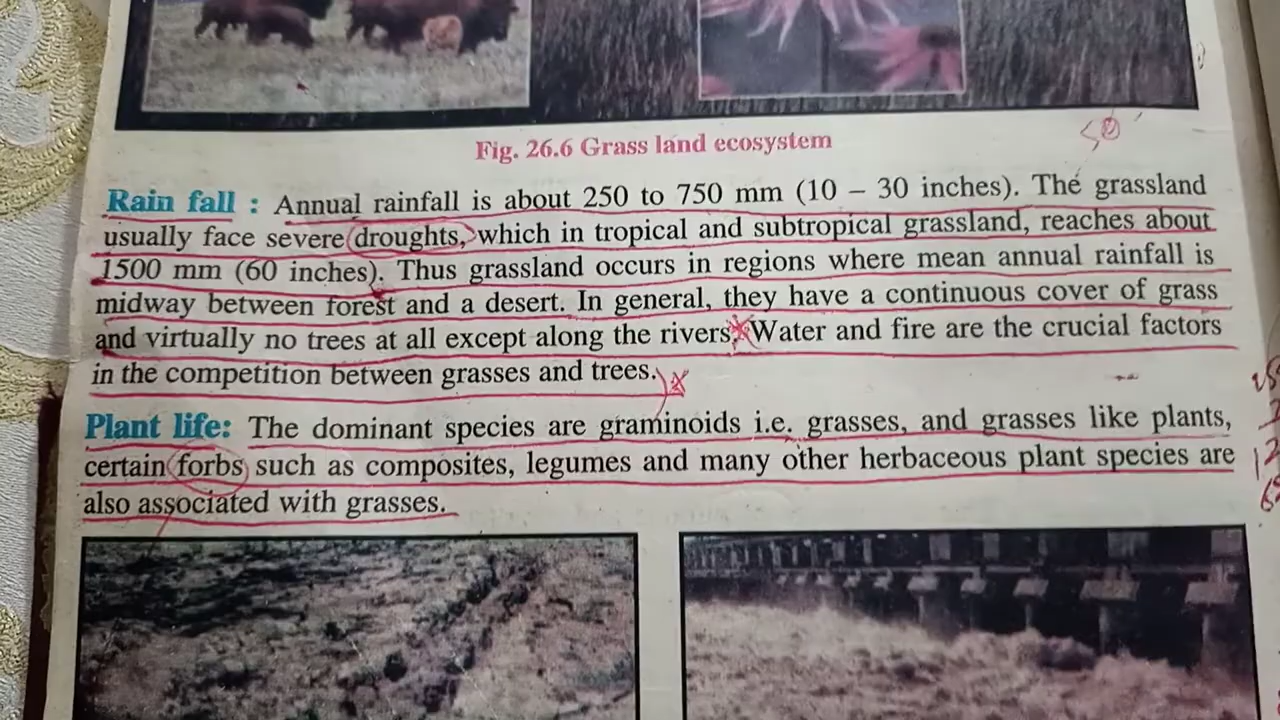 Fig. 26.6 Grass land ecosystem
Rain fall : Annual rainfall is about 250 to 750 mm (10 – 30 inches). The grassland
usually face severe droughts, which in tropical and subtropical grassland, reaches about
1500 mm (60 inches). Thus grassland occurs in regions where mean annual rainfall is
midway between forest and a desert. In general, they have a continuous cover of grass
and virtually no trees at all except along the rivers. Water and fire are the crucial factors
in the competition between grasses and trees.
Plant life: The dominant species are graminoids i.e. grasses, and grasses like plants,
certain forbs such as composites, legumes and many other herbaceous plant species are
also associated with grasses.